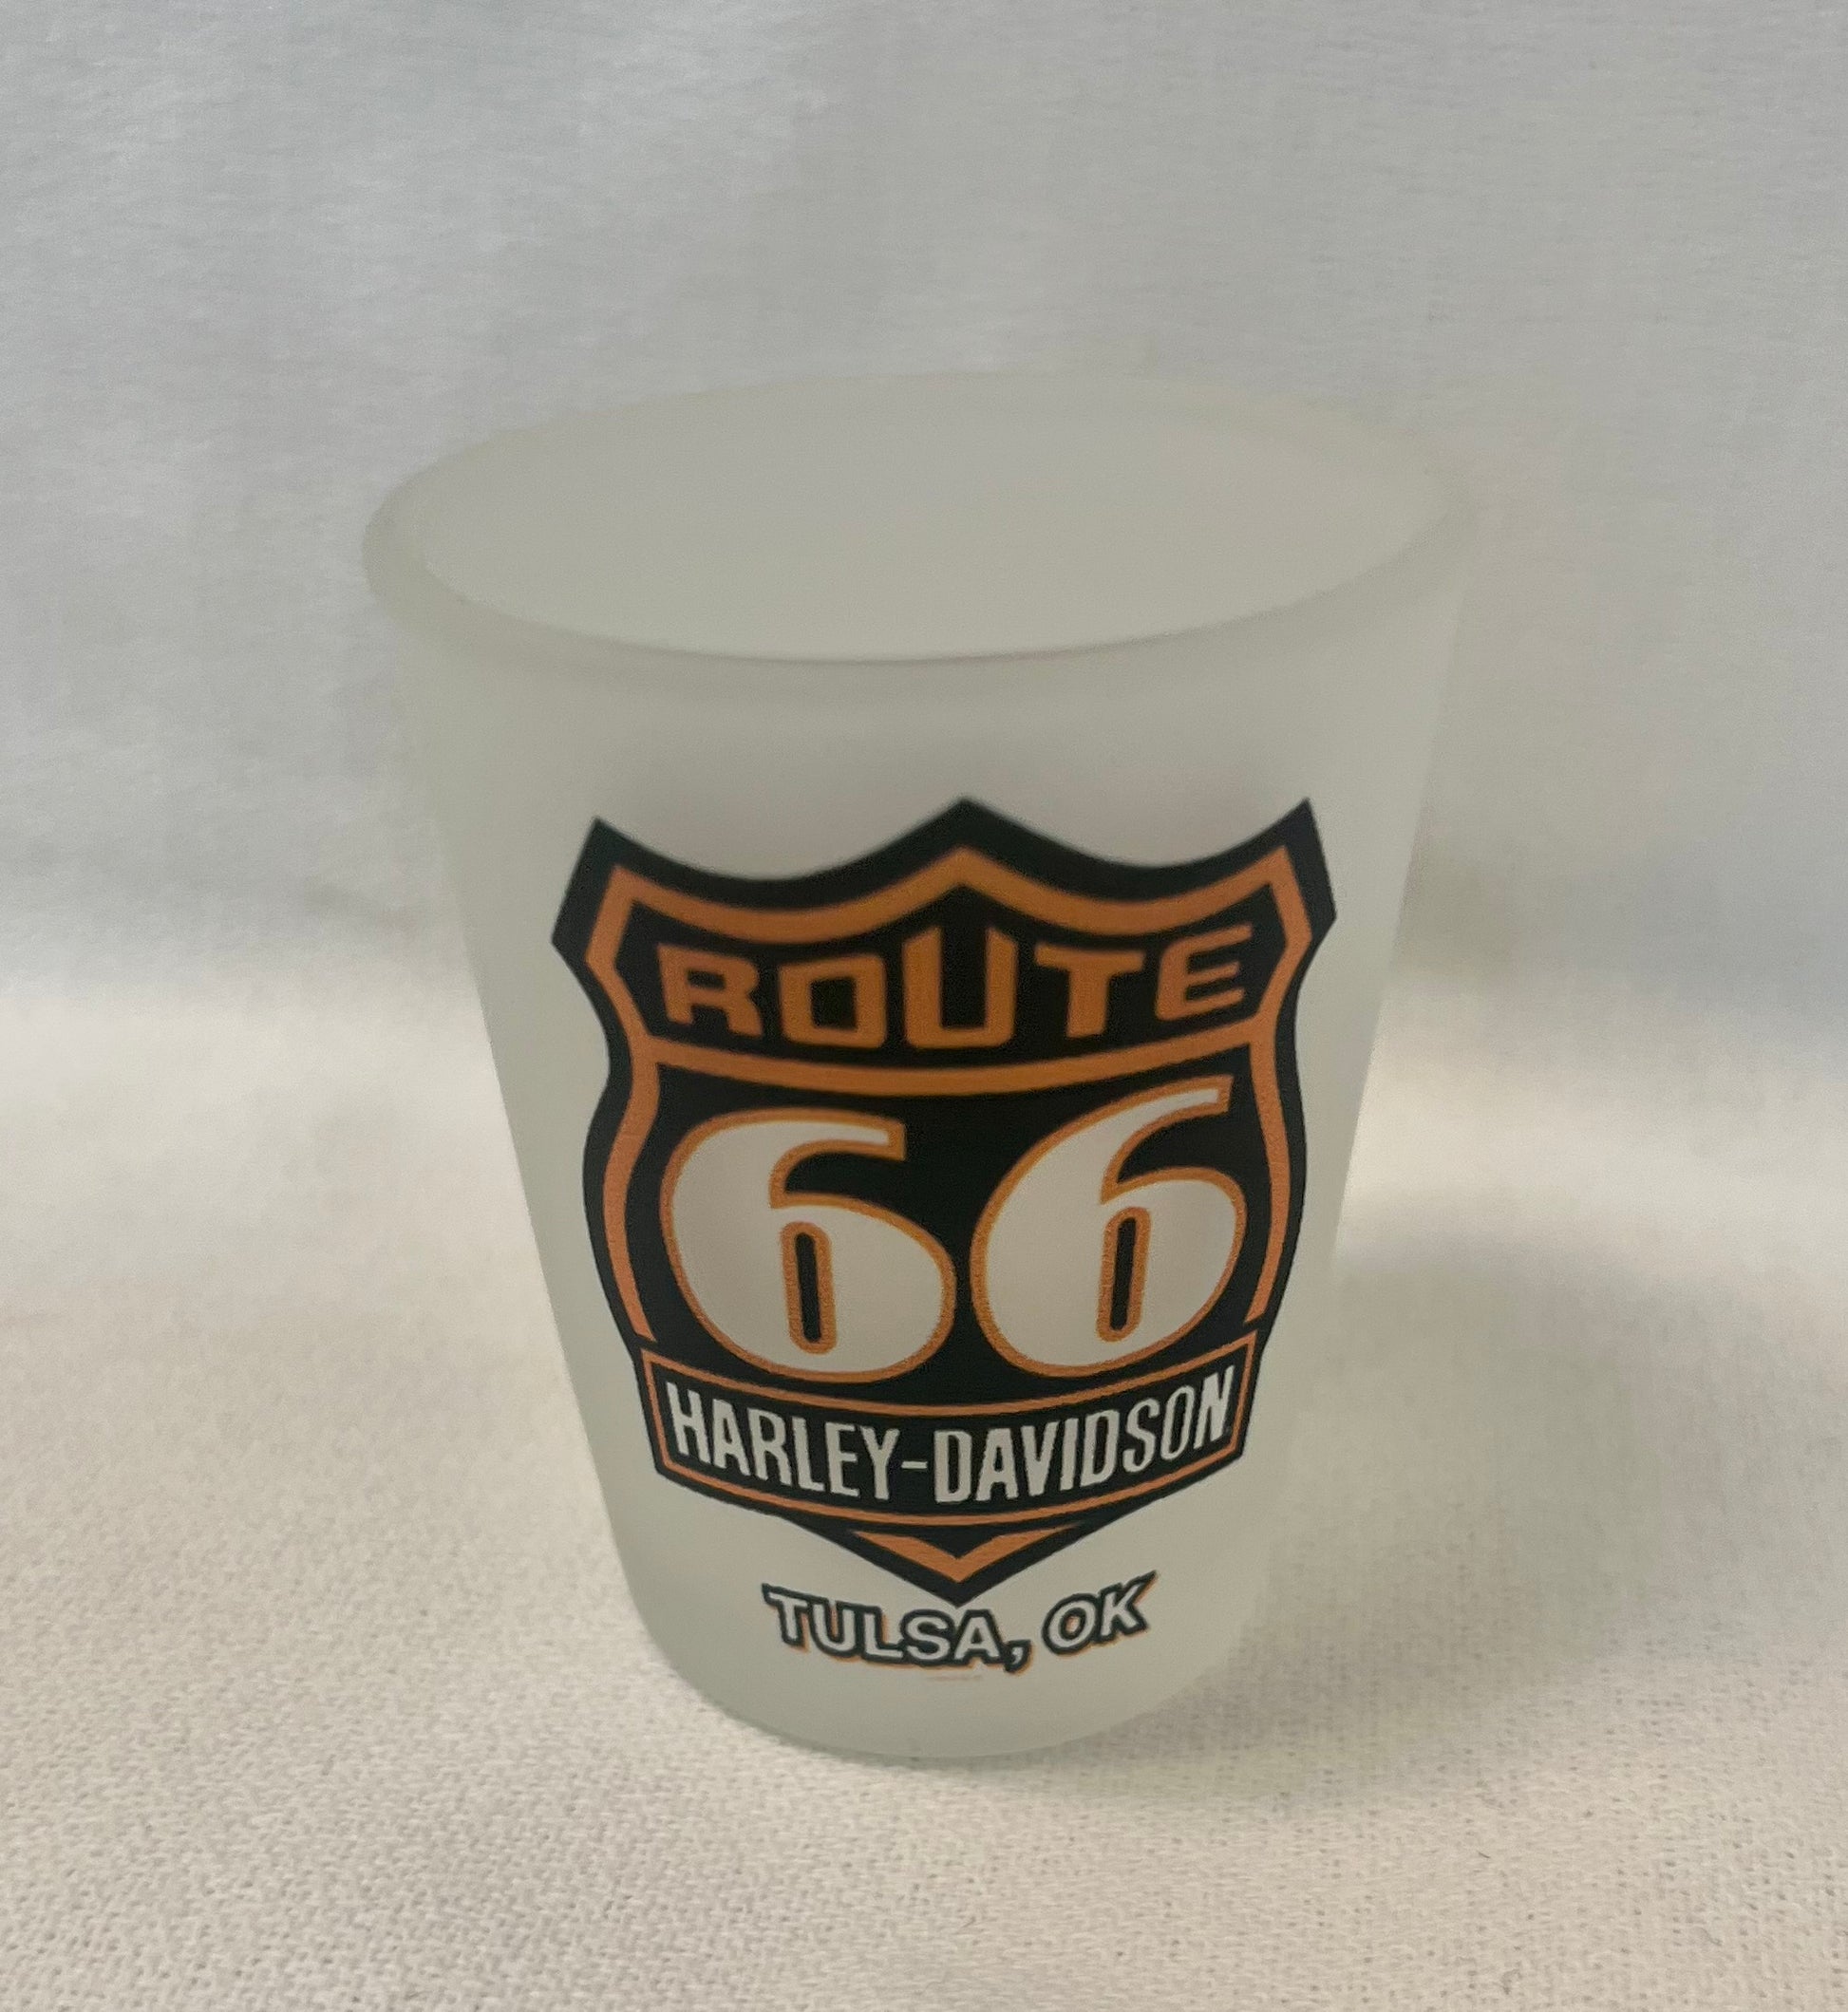 ROUTE
66
HARLEY-DAVIDSON
TULSA, OK